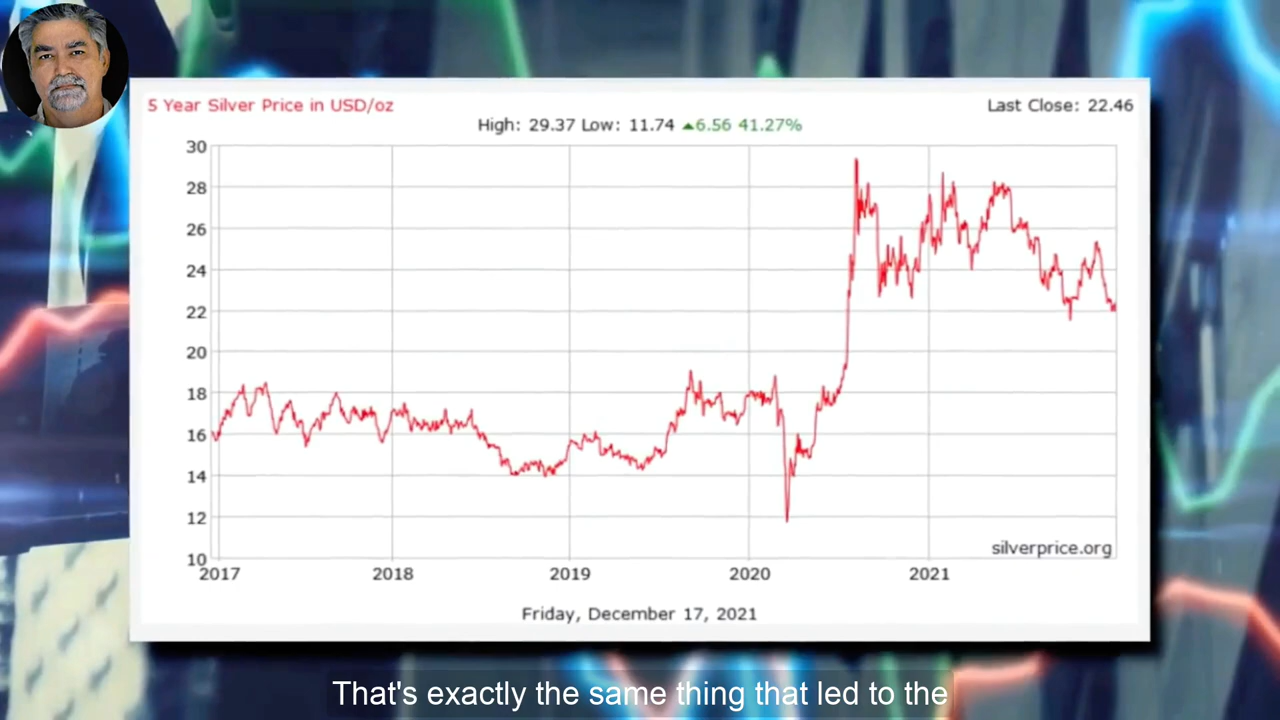 5 Year Silver Price in USD/oz
Last Close: 22.46
High: 29.37 Low: 11.74 ▲6.56 41.27%
30
28
26
24
22
20
18
16
14
12
10
silverprice.org
2017 2018 2019 2020 2021
Friday, December 17, 2021
That's exactly the same thing that led to the